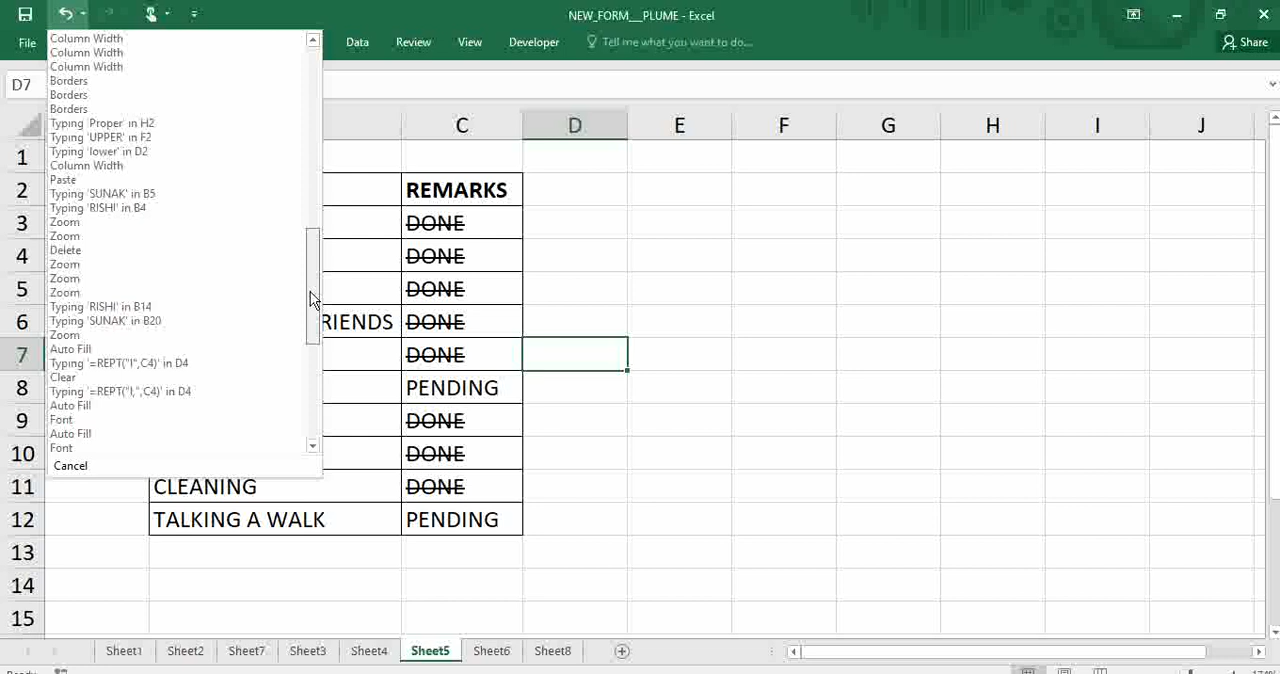 NEW_FORM__PLUME - Excel
File
Data
Review
View
Developer
Tell me what you want to do...
Share
D7
Column Width
Column Width
Column Width
Borders
Borders
Borders
Typing 'Proper' in H2
Typing 'UPPER' in F2
Typing 'lower' in D2
Column Width
Paste
Typing 'SUNAK' in B5
Typing 'RISHI' in B4
Zoom
Zoom
Delete
Zoom
Zoom
Zoom
Typing 'RISHI' in B14
Typing 'SUNAK' in B20
Zoom
Auto Fill
Typing '=REPT("I",C4)' in D4
Clear
Typing '=REPT("I,",C4)' in D4
Auto Fill
Font
Auto Fill
Font
Cancel
C D E F G H I J
1
2 REMARKS
3 DONE
4 DONE
5 DONE
6 RIENDS DONE
7 DONE
8 PENDING
9 DONE
10 DONE
11 CLEANING DONE
12 TALKING A WALK PENDING
13
14
15
Sheet1 Sheet2 Sheet7 Sheet3 Sheet4 Sheet5 Sheet6 Sheet8